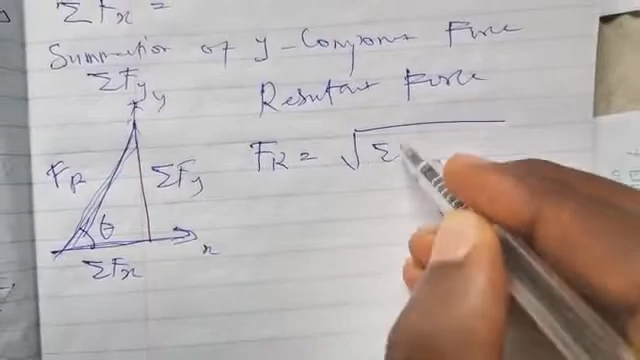 ΣFx =
Summation of y-Component Force
ΣFy
y
Resultant Force
FR = √Σ
FR
ΣFy
θ
x
ΣFx